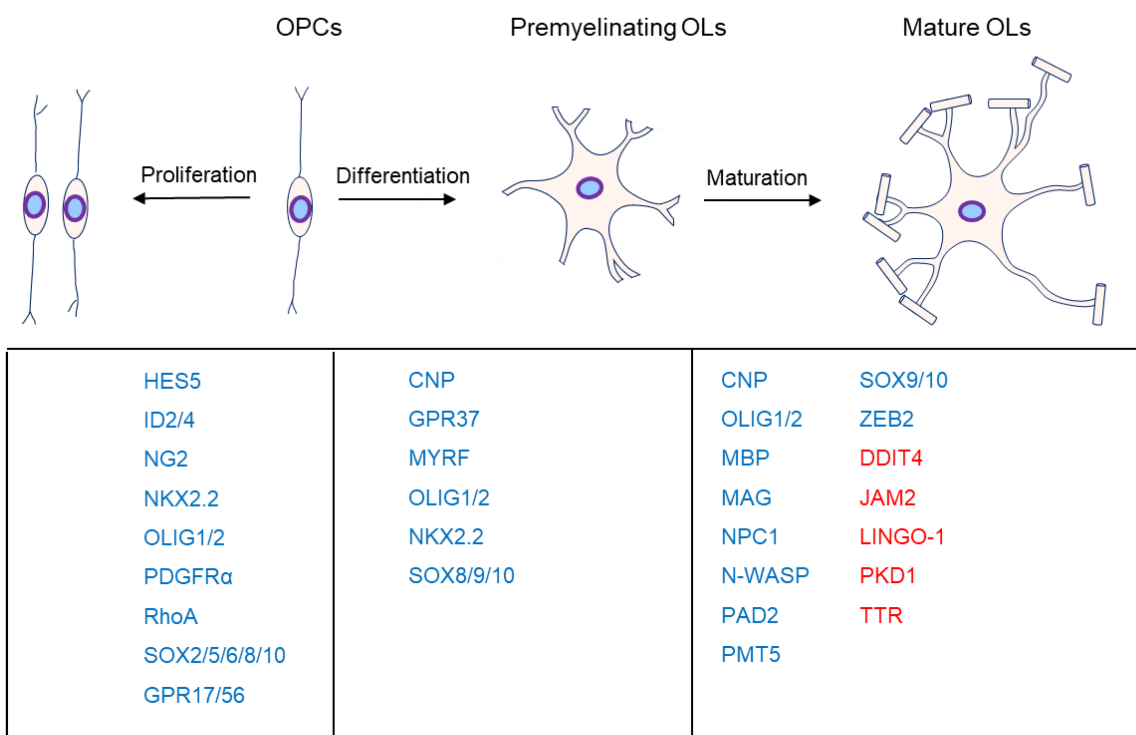 OPCs
Premyelinating OLs
Mature OLs
Proliferation
Differentiation
Maturation
HES5
ID2/4
NG2
NKX2.2
OLIG1/2
PDGFRα
RhoA
SOX2/5/6/8/10
GPR17/56
CNP
GPR37
MYRF
OLIG1/2
NKX2.2
SOX8/9/10
CNP
OLIG1/2
MBP
MAG
NPC1
N-WASP
PAD2
PMT5
SOX9/10
ZEB2
DDIT4
JAM2
LINGO-1
PKD1
TTR